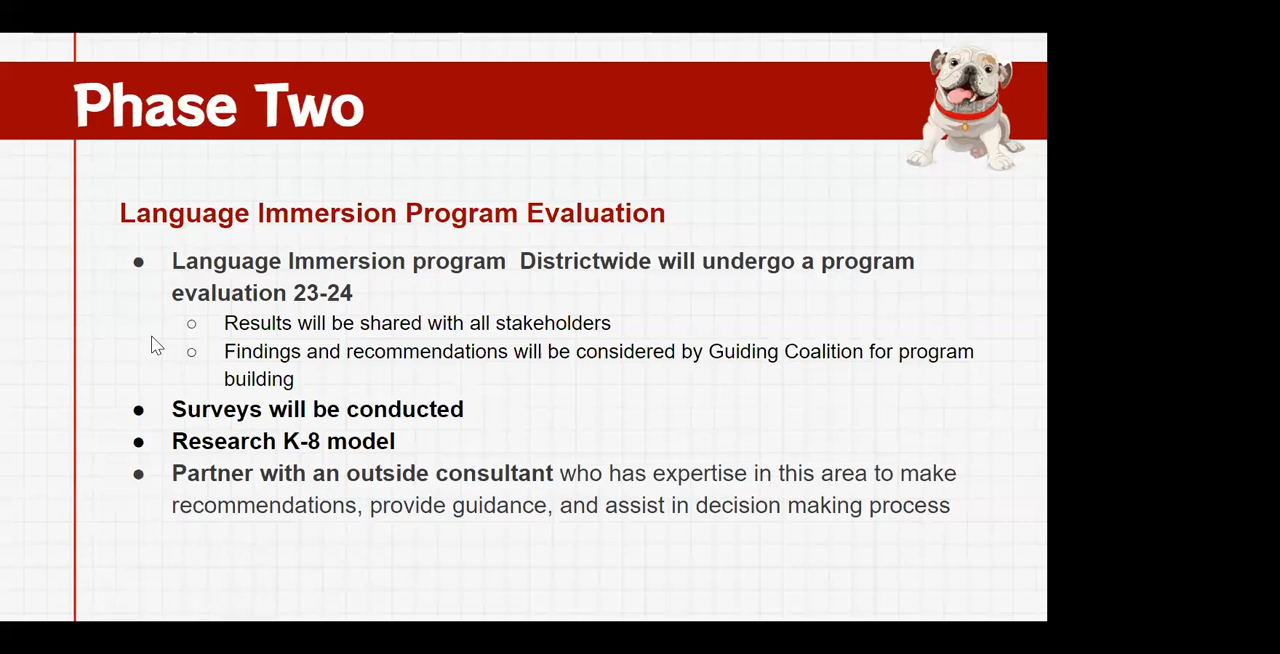 Phase Two
Language Immersion Program Evaluation
● Language Immersion program  Districtwide will undergo a program
evaluation 23-24
○ Results will be shared with all stakeholders
○ Findings and recommendations will be considered by Guiding Coalition for program
building
● Surveys will be conducted
● Research K-8 model
● Partner with an outside consultant who has expertise in this area to make
recommendations, provide guidance, and assist in decision making process